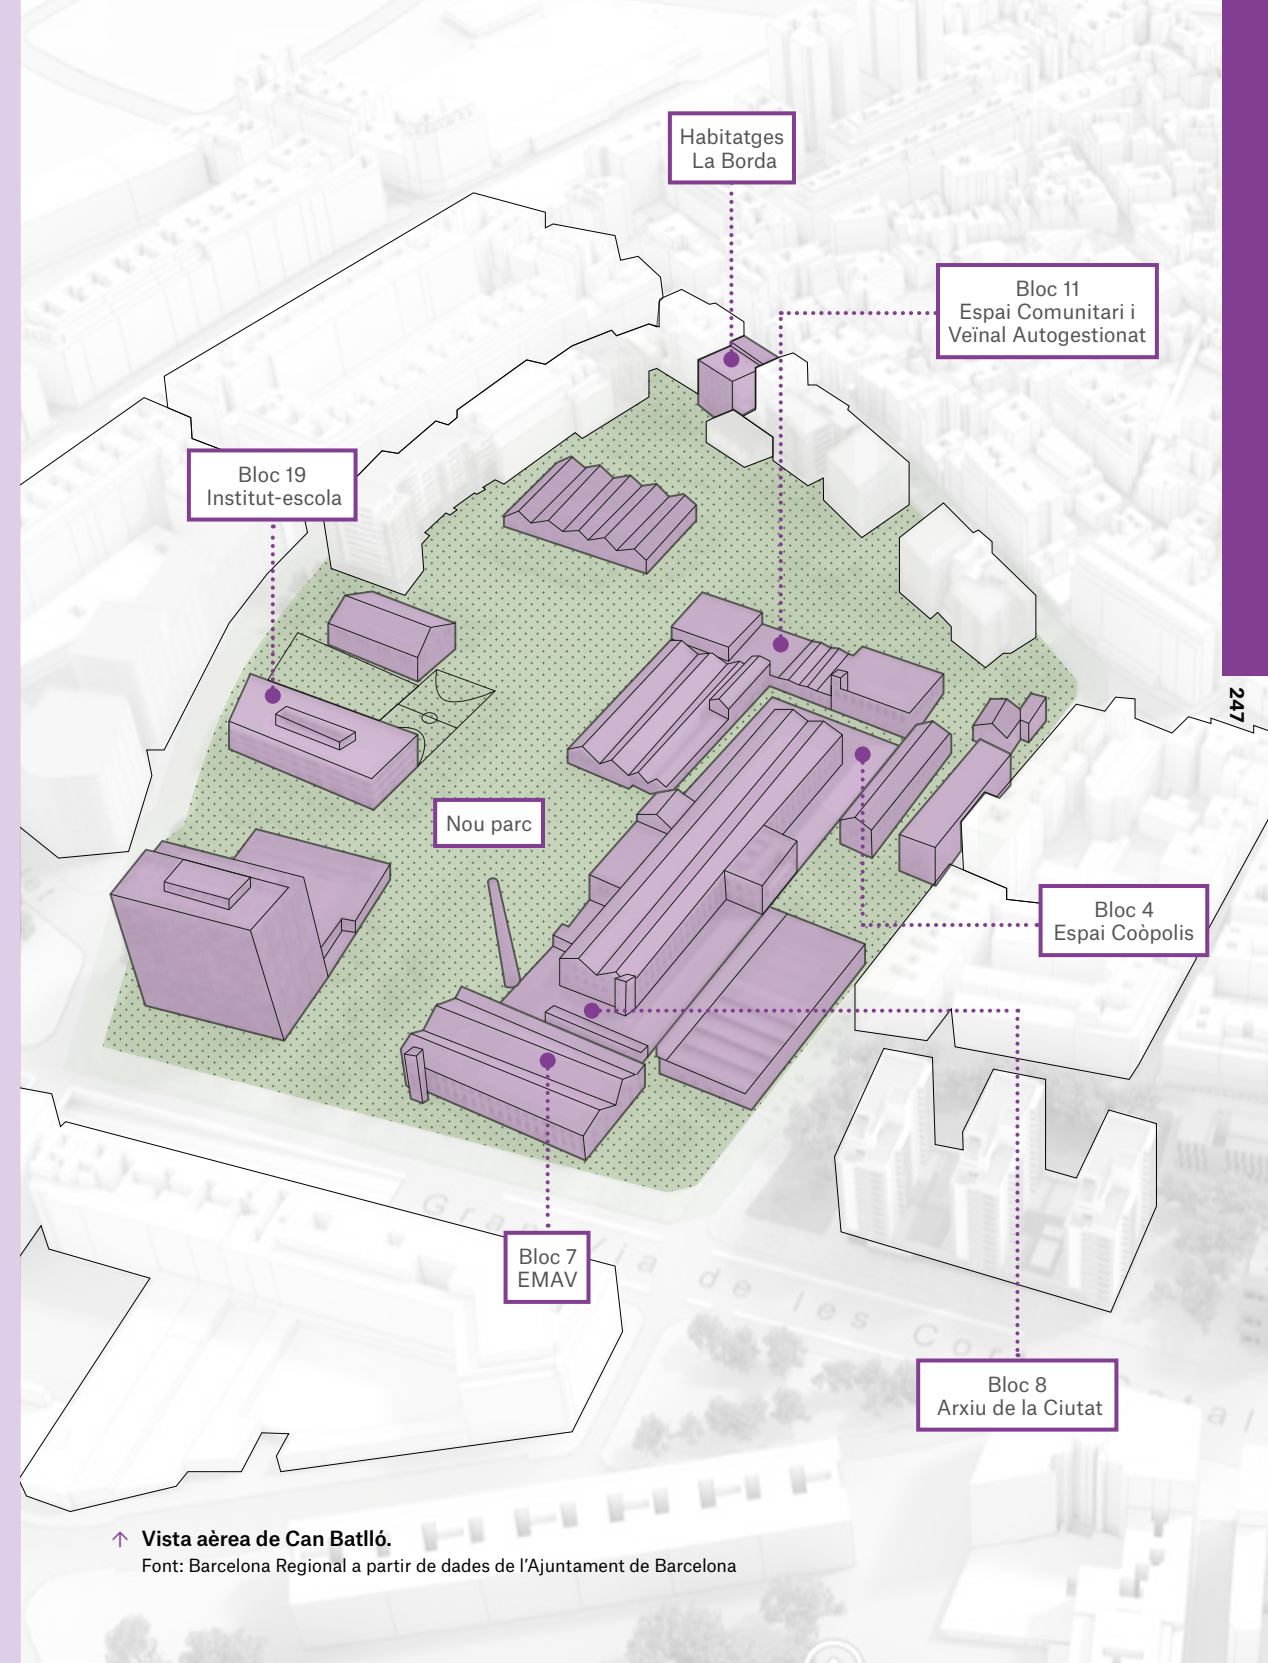 Habitatges
La Borda
Bloc 11
Espai Comunitari i
Veïnal Autogestionat
Bloc 19
Institut-escola
247
Nou parc
Bloc 4
Espai Coòpolis
Bloc 7
EMAV
Gran via de les Cor
Bloc 8
Arxiu de la Ciutat
↑ Vista aèrea de Can Batlló.
Font: Barcelona Regional a partir de dades de l'Ajuntament de Barcelona